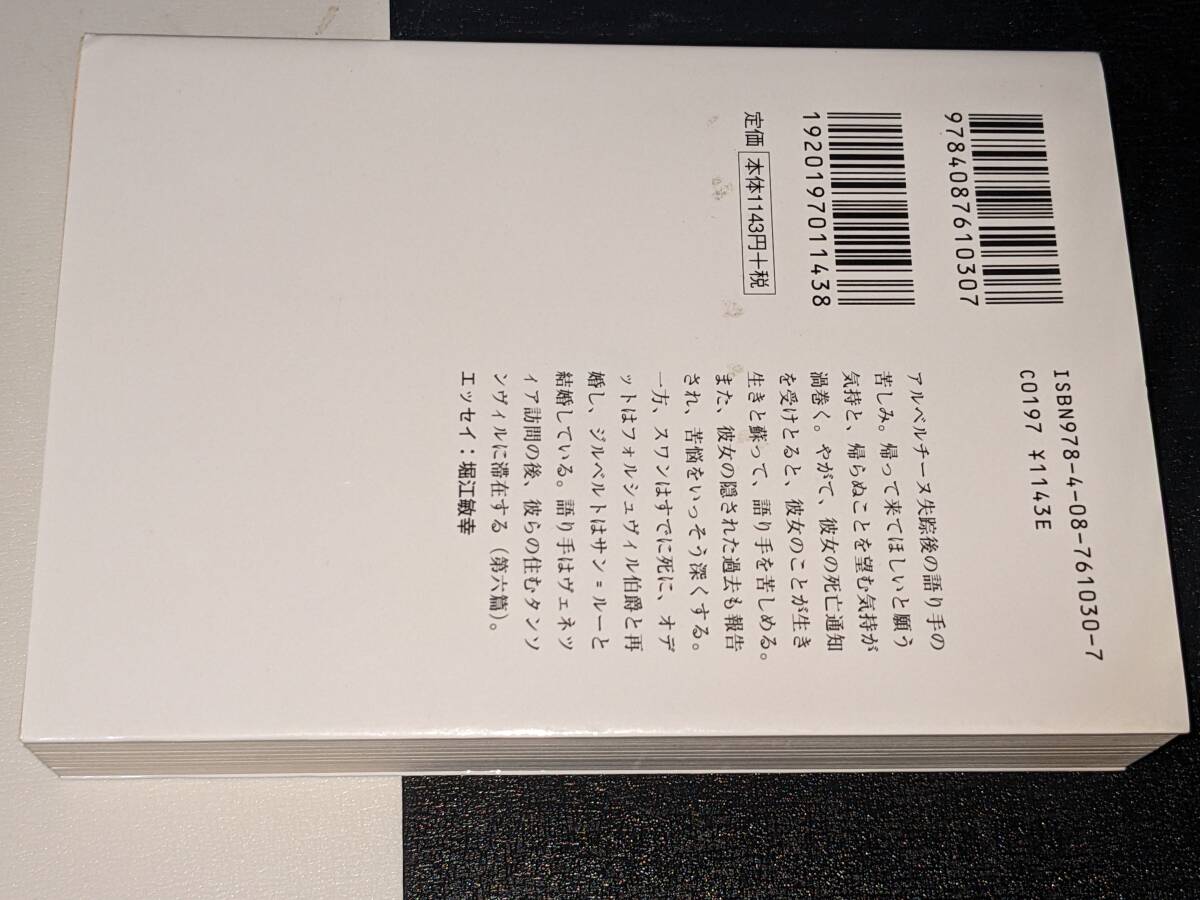 9784087610307
1920197011438
定価 本体1143円+税
ISBN978-4-08-761030-7
C0197 ¥1143E
アルベルチーヌ失踪後の語り手の
苦しみ。帰って来てほしいと願う
気持と、帰らぬことを望む気持が
渦巻く。やがて、彼女の死亡通知
を受けとると、彼女のことが生き
生きと蘇って、語り手を苦しめる。
また、彼女の隠された過去も報告
され、苦悩をいっそう深くする。
一方、スワンはすでに死に、オデ
ットはフォルシュヴィル伯爵と再
婚し、ジルベルトはサン=ルーと
結婚している。語り手はヴェネツ
ィア訪問の後、彼らの住むタンソ
ンヴィルに滞在する(第六篇)。
エッセイ:堀江敏幸